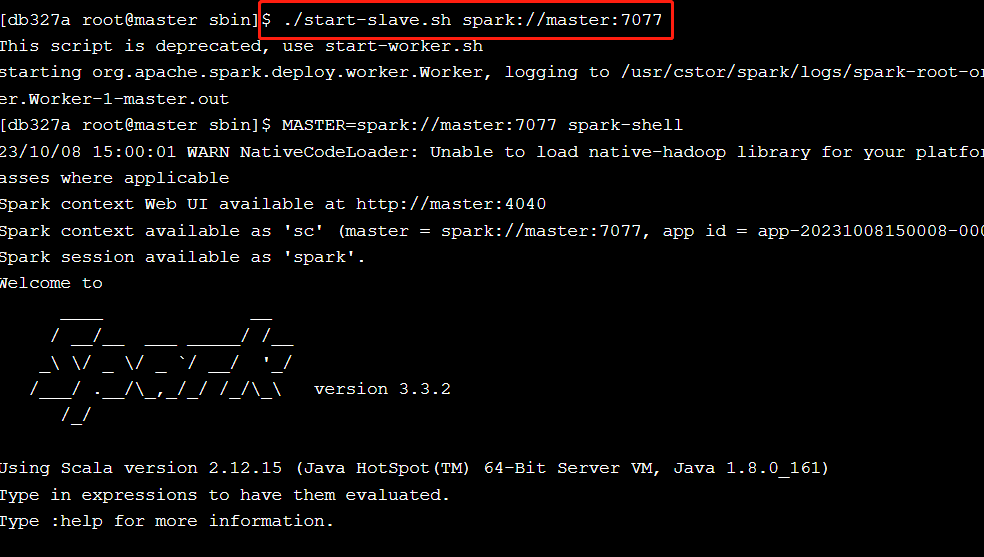 [db327a root@master sbin]$ ./start-slave.sh spark://master:7077
This script is deprecated, use start-worker.sh
starting org.apache.spark.deploy.worker.Worker, logging to /usr/cstor/spark/logs/spark-root-or
er.Worker-1-master.out
[db327a root@master sbin]$ MASTER=spark://master:7077 spark-shell
23/10/08 15:00:01 WARN NativeCodeLoader: Unable to load native-hadoop library for your platfor
asses where applicable
Spark context Web UI available at http://master:4040
Spark context available as 'sc' (master = spark://master:7077, app id = app-20231008150008-000
Spark session available as 'spark'.
Welcome to
      ____              __
     / __/__  ___ _____/ /__
    _\ \/ _ \/ _ `/ __/  '_/
   /___/ .__/\_,_/_/ /_/\_\   version 3.3.2
      /_/
Using Scala version 2.12.15 (Java HotSpot(TM) 64-Bit Server VM, Java 1.8.0_161)
Type in expressions to have them evaluated.
Type :help for more information.